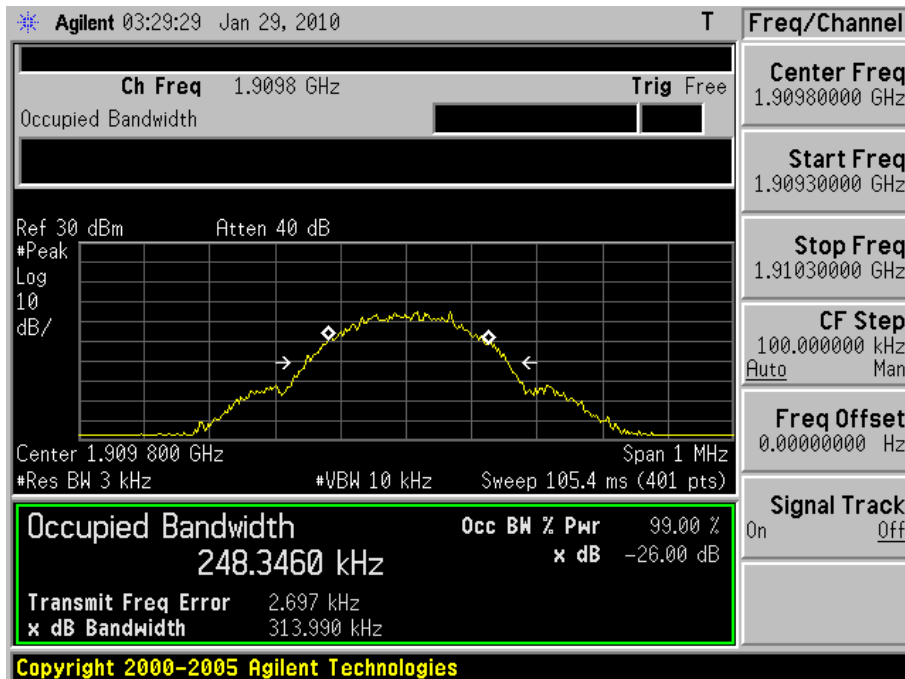 Agilent 03:29:29 Jan 29, 2010 T
Ch Freq 1.9098 GHz Trig Free
Occupied Bandwidth
Ref 30 dBm Atten 40 dB
#Peak
Log
10
dB/
Center 1.909 800 GHz Span 1 MHz
#Res BW 3 kHz #VBW 10 kHz Sweep 105.4 ms (401 pts)
Occupied Bandwidth Occ BW % Pwr 99.00 %
248.3460 kHz x dB -26.00 dB
Transmit Freq Error 2.697 kHz
x dB Bandwidth 313.990 kHz
Copyright 2000-2005 Agilent Technologies
Freq/Channel
Center Freq
1.90980000 GHz
Start Freq
1.90930000 GHz
Stop Freq
1.91030000 GHz
CF Step
100.000000 kHz
Auto Man
Freq Offset
0.00000000 Hz
Signal Track
On Off